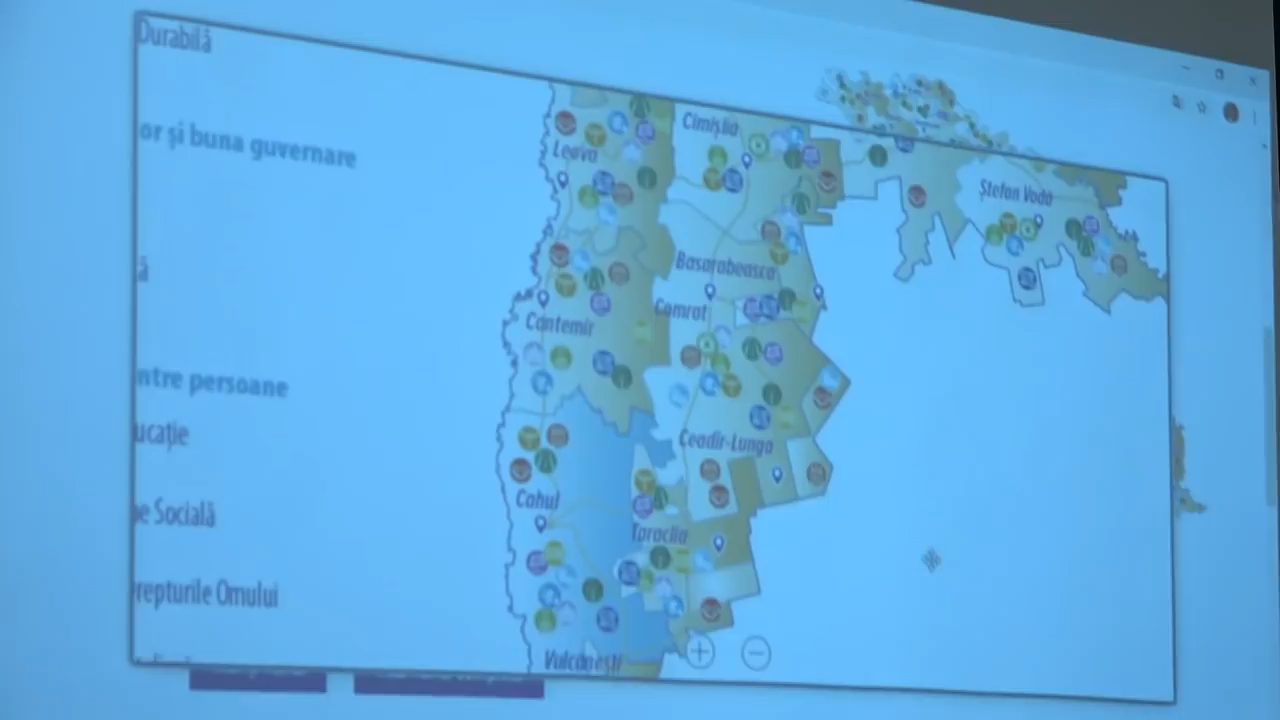 Durabilă
or și buna guvernare
ă
ntre persoane
ucație
e Socială
repturile Omului
Leova
Cimișlia
Ștefan Vodă
Basarabeasca
Cantemir
Comrat
Ceadîr-Lunga
Cahul
Taraclia
Vulcănești